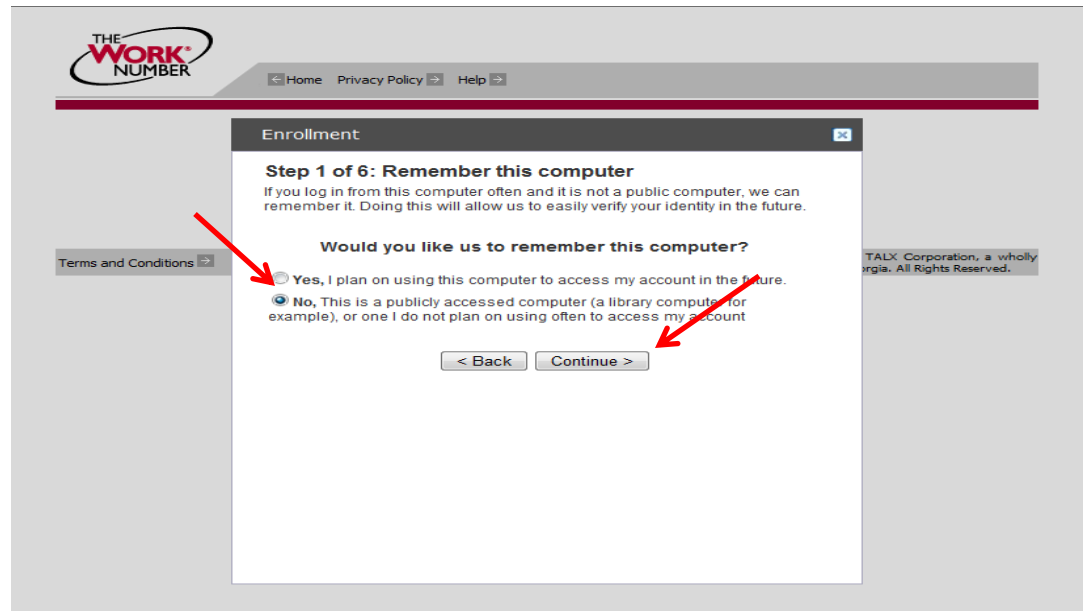 THE
WORK®
NUMBER
Home Privacy Policy Help
Enrollment
Step 1 of 6: Remember this computer
If you log in from this computer often and it is not a public computer, we can
remember it. Doing this will allow us to easily verify your identity in the future.
Would you like us to remember this computer?
Terms and Conditions
TALX Corporation, a wholly
rgia. All Rights Reserved.
Yes, I plan on using this computer to access my account in the future.
No, This is a publicly accessed computer (a library computer for
example), or one I do not plan on using often to access my account
< Back Continue >